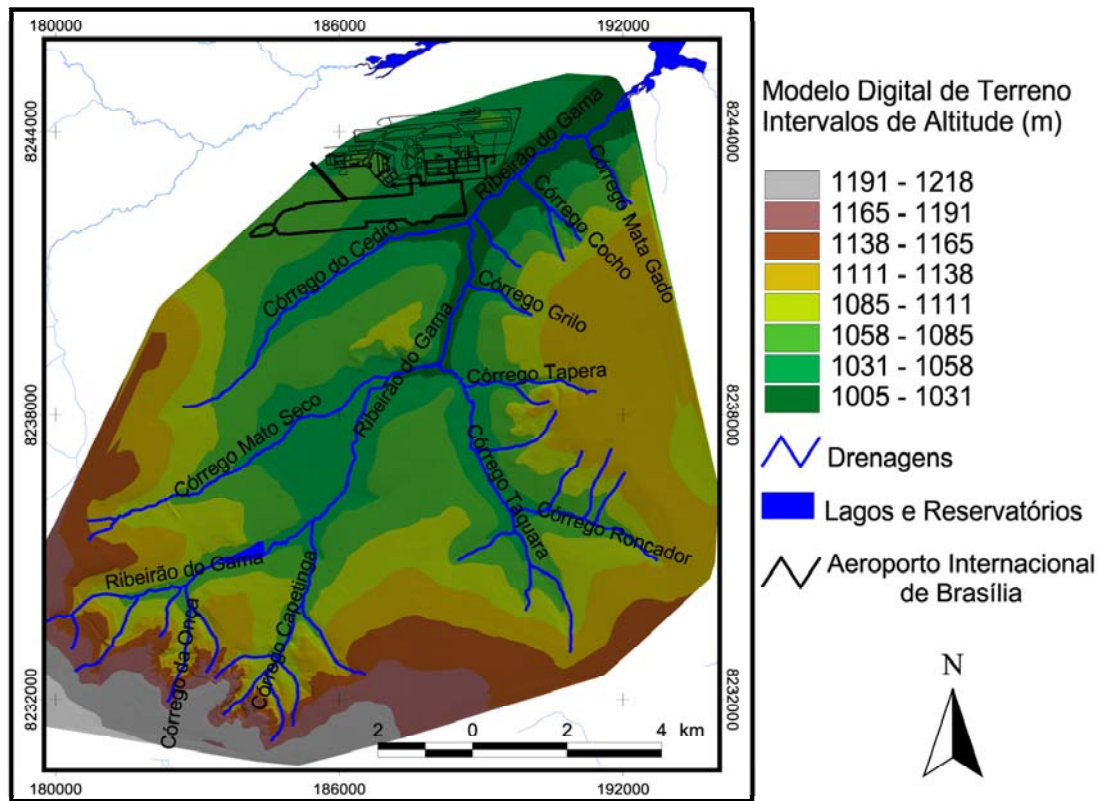 180000
186000
192000
8244000
8238000
8232000
8244000
8238000
8232000
Ribeirão do Gama
Córrego Mata Gado
Córrego Cocho
Córrego do Cedro
Córrego Grilo
Ribeirão do Gama
Córrego Tapera
Córrego Mato Seco
Córrego Taquara
Córrego Roncador
Ribeirão do Gama
Córrego da Onça
Córrego Capetinga
2 0 2 4 km
180000
186000
192000
Modelo Digital de Terreno
Intervalos de Altitude (m)
1191 - 1218
1165 - 1191
1138 - 1165
1111 - 1138
1085 - 1111
1058 - 1085
1031 - 1058
1005 - 1031
Drenagens
Lagos e Reservatórios
Aeroporto Internacional
de Brasília
N